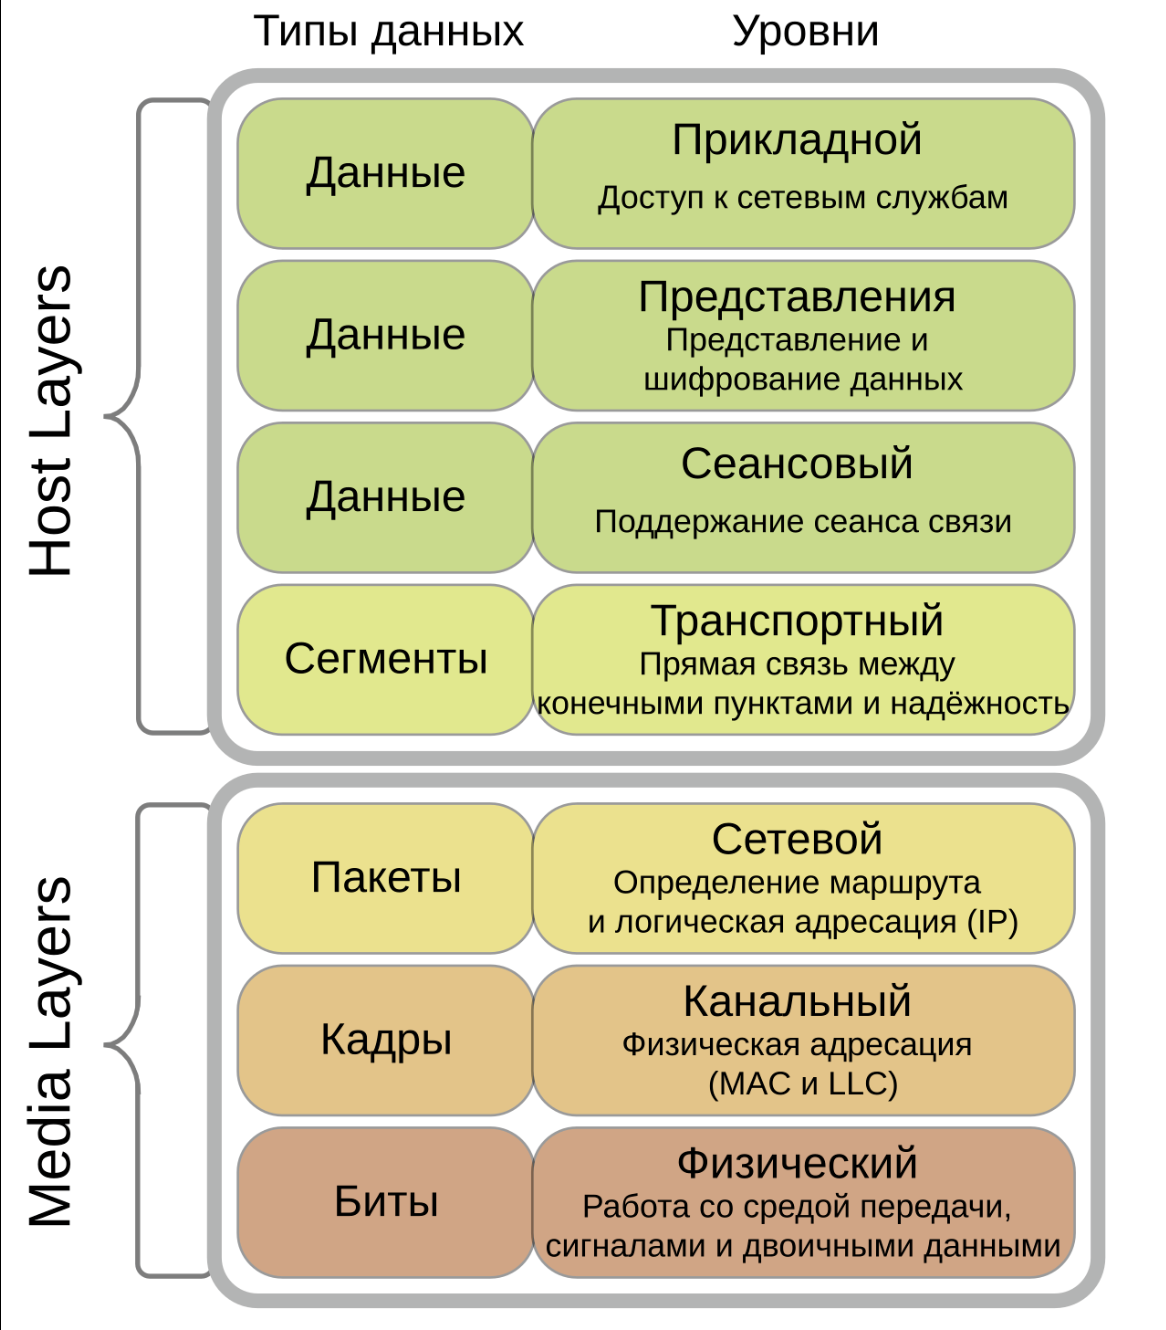 Типы данных
Уровни
Host Layers
Данные
Прикладной
Доступ к сетевым службам
Данные
Представления
Представление и
шифрование данных
Данные
Сеансовый
Поддержание сеанса связи
Сегменты
Транспортный
Прямая связь между
конечными пунктами и надёжность
Media Layers
Пакеты
Сетевой
Определение маршрута
и логическая адресация (IP)
Кадры
Канальный
Физическая адресация
(MAC и LLC)
Биты
Физический
Работа со средой передачи,
сигналами и двоичными данными